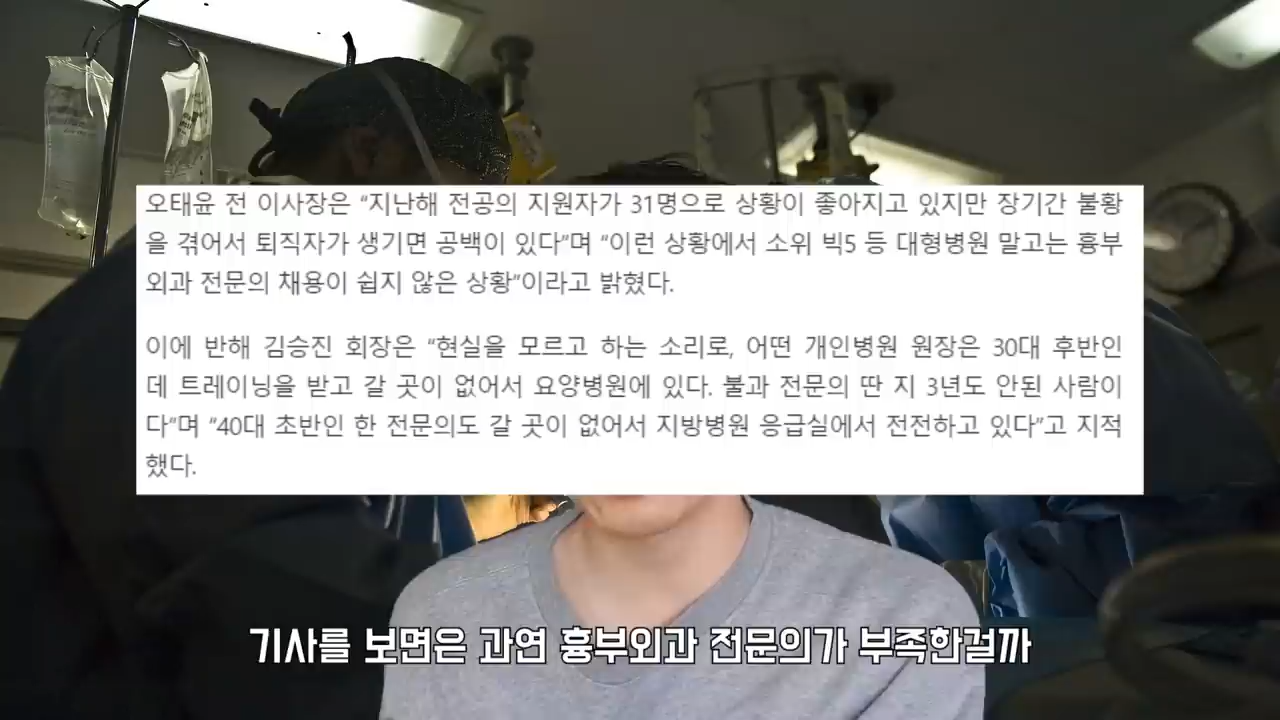 오태윤 전 이사장은 “지난해 전공의 지원자가 31명으로 상황이 좋아지고 있지만 장기간 불황
을 겪어서 퇴직자가 생기면 공백이 있다”며 “이런 상황에서 소위 빅5 등 대형병원 말고는 흉부
외과 전문의 채용이 쉽지 않은 상황”이라고 밝혔다.
이에 반해 김승진 회장은 “현실을 모르고 하는 소리로, 어떤 개인병원 원장은 30대 후반인
데 트레이닝을 받고 갈 곳이 없어서 요양병원에 있다. 불과 전문의 딴 지 3년도 안된 사람이
다”며 “40대 초반인 한 전문의도 갈 곳이 없어서 지방병원 응급실에서 전전하고 있다”고 지적
했다.
기사를 보면은 과연 흉부외과 전문의가 부족한걸까